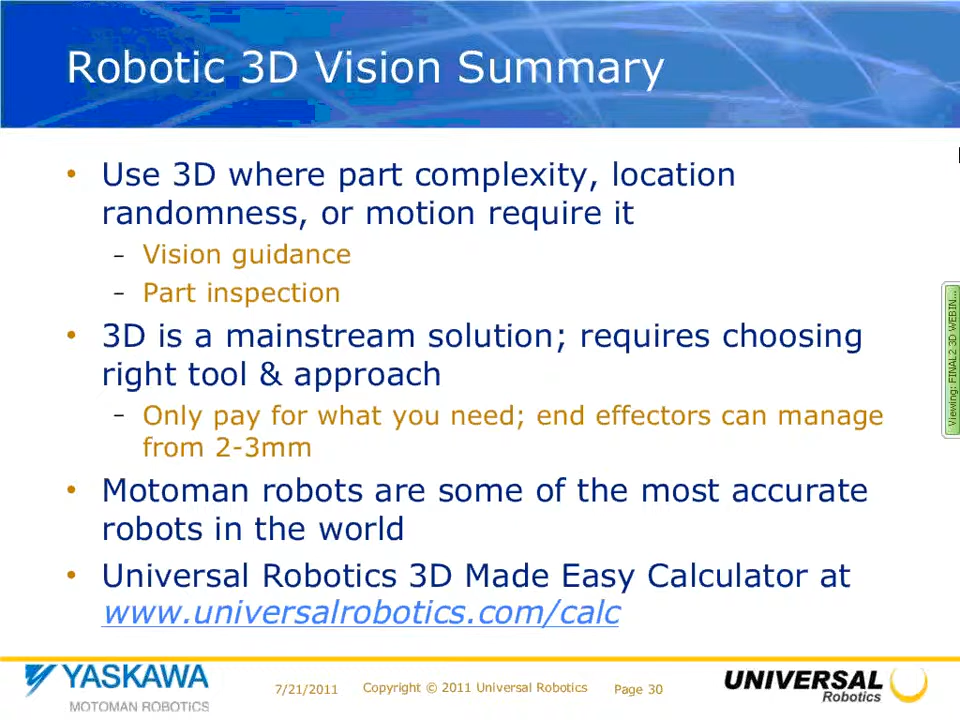 Robotic 3D Vision Summary
• Use 3D where part complexity, location
randomness, or motion require it
– Vision guidance
– Part inspection
• 3D is a mainstream solution; requires choosing
right tool & approach
– Only pay for what you need; end effectors can manage
from 2-3mm
• Motoman robots are some of the most accurate
robots in the world
• Universal Robotics 3D Made Easy Calculator at
www.universalrobotics.com/calc
Viewing: FINAL2 3D WEBIN...
YASKAWA
MOTOMAN ROBOTICS
7/21/2011
Copyright © 2011 Universal Robotics
Page 30
UNIVERSAL
Robotics